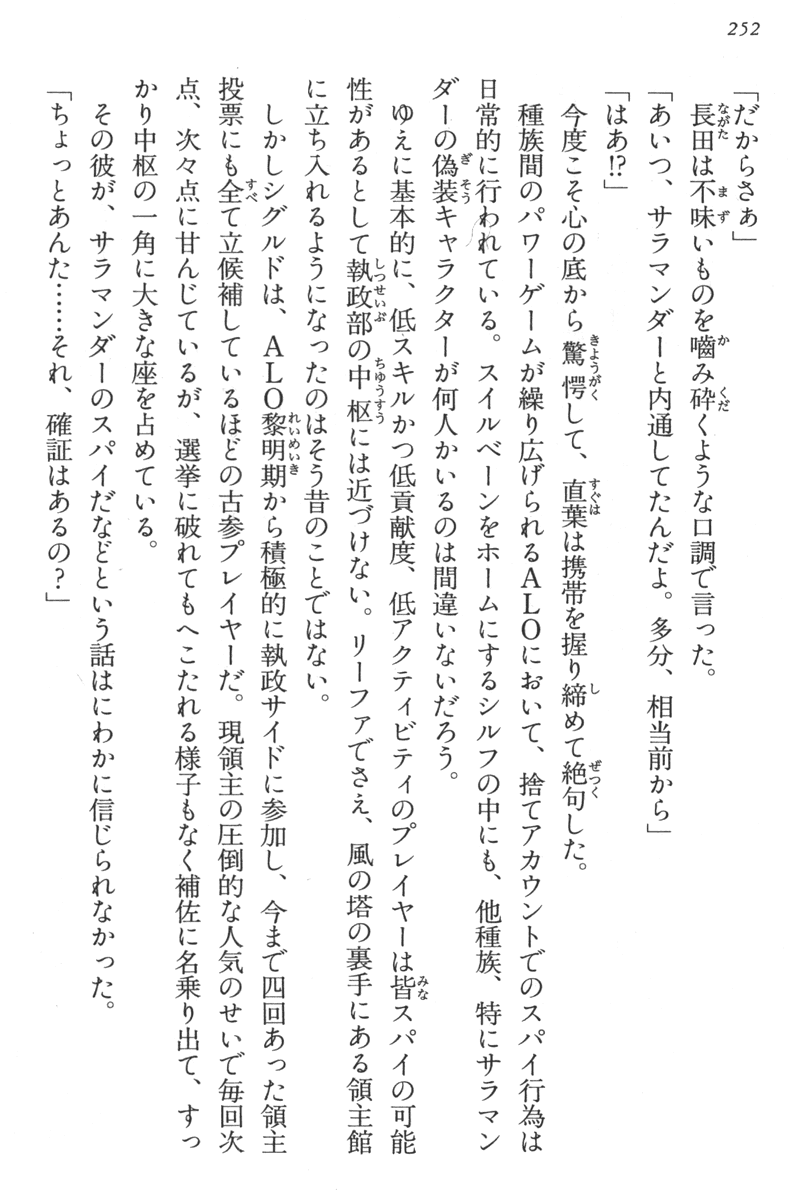 252
「だからさぁ」
長田は不味いものを嚙み砕くような口調で言った。
「あいつ、サラマンダーと内通してたんだよ。多分、相当前から」
「はあ!?」
今度こそ心の底から驚愕して、直葉は携帯を握り締めて絶句した。
種族間のパワーゲームが繰り広げられるALOにおいて、捨てアカウントでのスパイ行為は
日常的に行われている。スイルベーンをホームにするシルフの中にも、他種族、特にサラマン
ダーの偽装キャラクターが何人かいるのは間違いないだろう。
ゆえに基本的に、低スキルかつ低貢献度、低アクティビティのプレイヤーは皆スパイの可能
性があるとして執政部の中枢には近づけない。リーファでさえ、風の塔の裏手にある領主館
に立ち入れるようになったのはそう昔のことではない。
しかしシグルドは、ALO黎明期から積極的に執政サイドに参加し、今まで四回あった領主
投票にも全て立候補しているほどの古参プレイヤーだ。現領主の圧倒的な人気のせいで毎回次
点、次々点に甘んじているが、選挙に破れてもへこたれる様子もなく補佐に名乗り出て、すっ
かり中枢の一角に大きな座を占めている。
その彼が、サラマンダーのスパイだなどという話はにわかに信じられなかった。
「ちょっとあんた……それ、確証はあるの？」